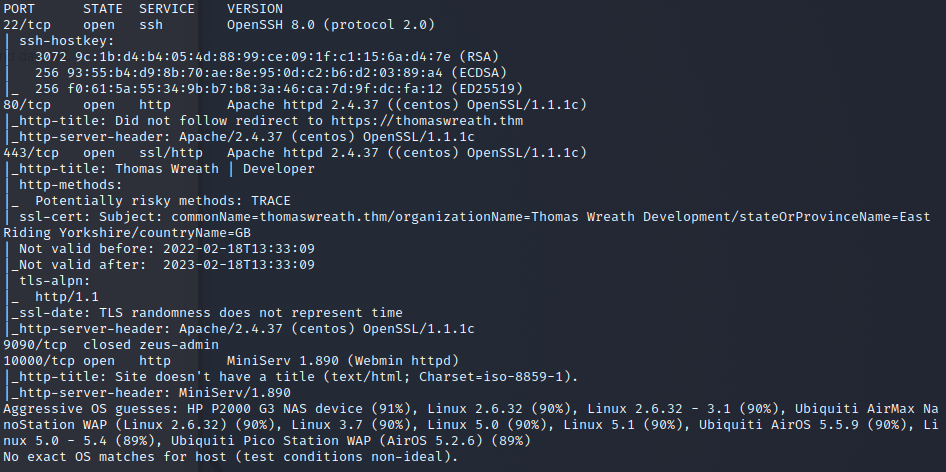 PORT      STATE  SERVICE    VERSION
22/tcp    open   ssh        OpenSSH 8.0 (protocol 2.0)
| ssh-hostkey:
|   3072 9c:1b:d4:b4:05:4d:88:99:ce:09:1f:c1:15:6a:d4:7e (RSA)
|   256 93:55:b4:d9:8b:70:ae:8e:95:0d:c2:b6:d2:03:89:a4 (ECDSA)
|_  256 f0:61:5a:55:34:9b:b7:b8:3a:46:ca:7d:9f:dc:fa:12 (ED25519)
80/tcp    open   http       Apache httpd 2.4.37 ((centos) OpenSSL/1.1.1c)
|_http-title: Did not follow redirect to https://thomaswreath.thm
|_http-server-header: Apache/2.4.37 (centos) OpenSSL/1.1.1c
443/tcp   open   ssl/http   Apache httpd 2.4.37 ((centos) OpenSSL/1.1.1c)
|_http-title: Thomas Wreath | Developer
| http-methods:
|_  Potentially risky methods: TRACE
| ssl-cert: Subject: commonName=thomaswreath.thm/organizationName=Thomas Wreath Development/stateOrProvinceName=East
Riding Yorkshire/countryName=GB
| Not valid before: 2022-02-18T13:33:09
|_Not valid after:  2023-02-18T13:33:09
| tls-alpn:
|_  http/1.1
|_ssl-date: TLS randomness does not represent time
|_http-server-header: Apache/2.4.37 (centos) OpenSSL/1.1.1c
9090/tcp  closed zeus-admin
10000/tcp open   http       MiniServ 1.890 (Webmin httpd)
|_http-title: Site doesn't have a title (text/html; Charset=iso-8859-1).
|_http-server-header: MiniServ/1.890
Aggressive OS guesses: HP P2000 G3 NAS device (91%), Linux 2.6.32 (90%), Linux 2.6.32 - 3.1 (90%), Ubiquiti AirMax Na
noStation WAP (Linux 2.6.32) (90%), Linux 3.7 (90%), Linux 5.0 (90%), Linux 5.1 (90%), Ubiquiti AirOS 5.5.9 (90%), Li
nux 5.0 - 5.4 (89%), Ubiquiti Pico Station WAP (AirOS 5.2.6) (89%)
No exact OS matches for host (test conditions non-ideal).